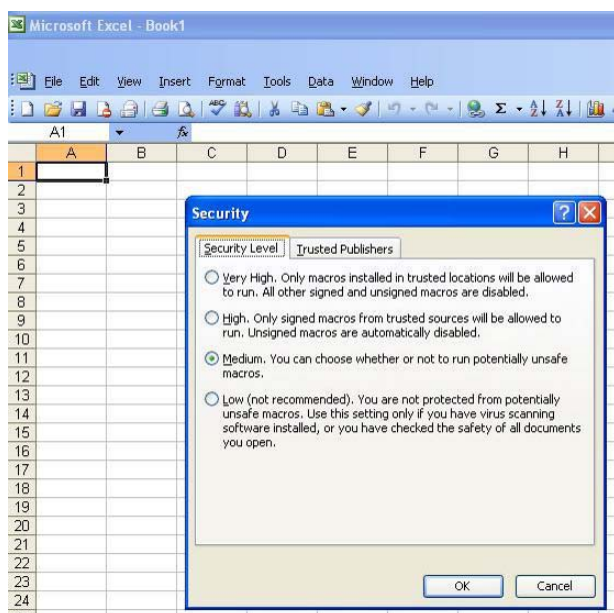 Microsoft Excel - Book1
File Edit View Insert Format Tools Data Window Help
A1 fx
A B C D E F G H
1
2
3
4
5
6
7
8
9
10
11
12
13
14
15
16
17
18
19
20
21
22
23
24
Security
Security Level Trusted Publishers
Very High. Only macros installed in trusted locations will be allowed
to run. All other signed and unsigned macros are disabled.
High. Only signed macros from trusted sources will be allowed to
run. Unsigned macros are automatically disabled.
Medium. You can choose whether or not to run potentially unsafe
macros.
Low (not recommended). You are not protected from potentially
unsafe macros. Use this setting only if you have virus scanning
software installed, or you have checked the safety of all documents
you open.
OK Cancel